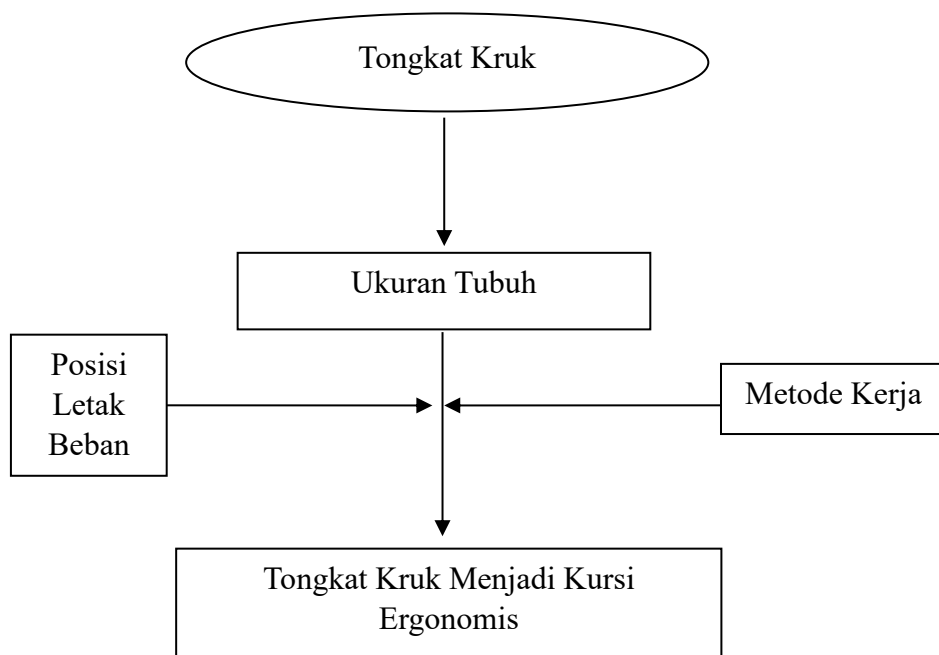 Tongkat Kruk
Ukuran Tubuh
Posisi
Letak
Beban
Metode Kerja
Tongkat Kruk Menjadi Kursi
Ergonomis